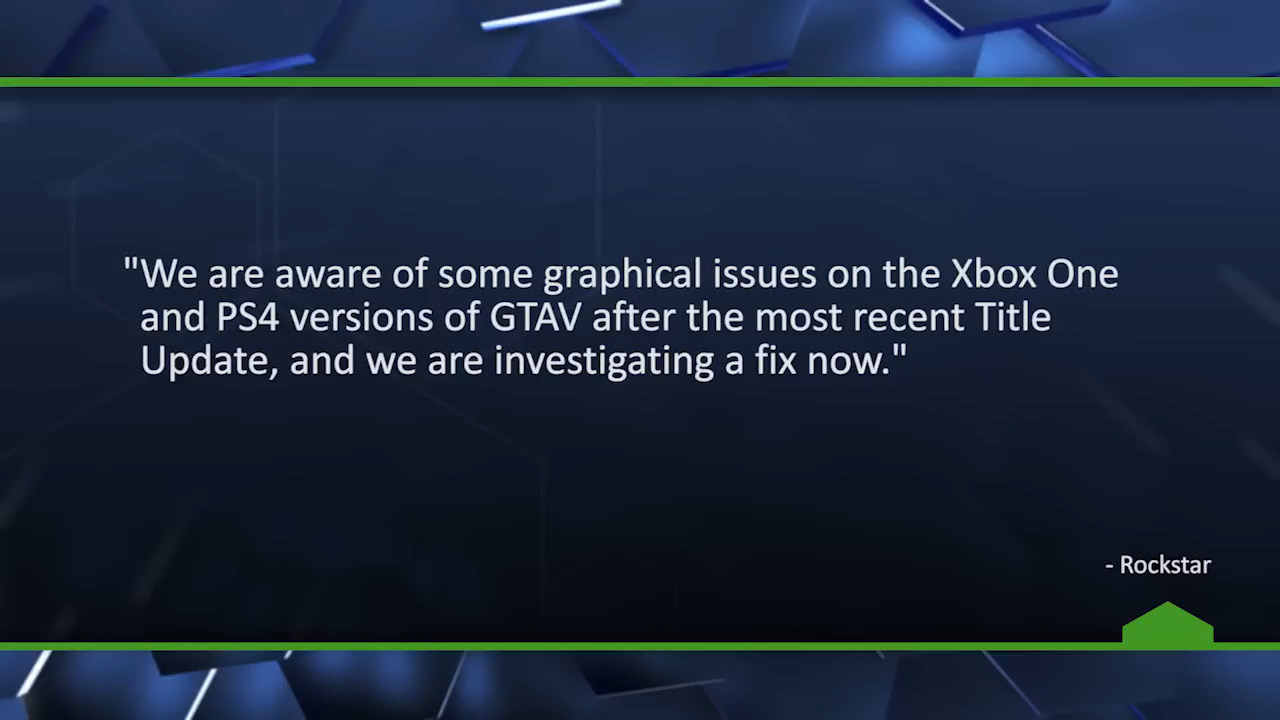 "We are aware of some graphical issues on the Xbox One
and PS4 versions of GTAV after the most recent Title
Update, and we are investigating a fix now."
- Rockstar